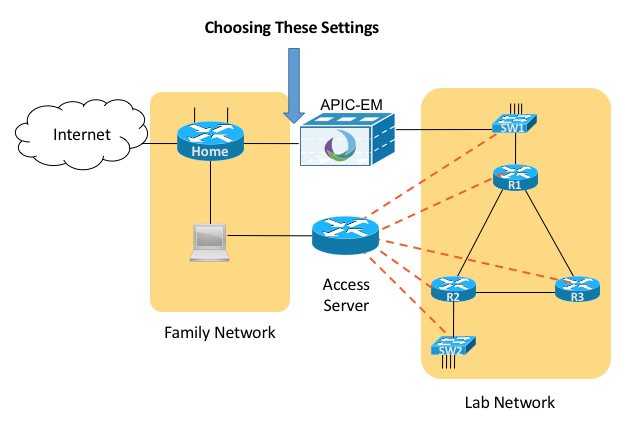 Choosing These Settings
APIC-EM
Internet
Home
SW1
R1
Access
Server
R2
R3
SW2
Family Network
Lab Network